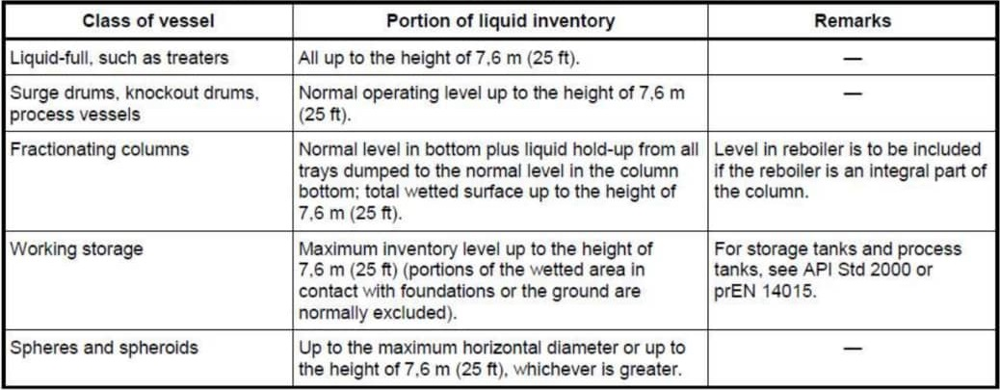 Class of vessel Portion of liquid inventory Remarks
Liquid-full, such as treaters All up to the height of 7,6 m (25 ft). —
Surge drums, knockout drums, Normal operating level up to the height of 7,6 m —
process vessels (25 ft).
Fractionating columns Normal level in bottom plus liquid hold-up from all Level in reboiler is to be included
trays dumped to the normal level in the column if the reboiler is an integral part of
bottom; total wetted surface up to the height of the column.
7,6 m (25 ft).
Working storage Maximum inventory level up to the height of For storage tanks and process
7,6 m (25 ft) (portions of the wetted area in tanks, see API Std 2000 or
contact with foundations or the ground are prEN 14015.
normally excluded).
Spheres and spheroids Up to the maximum horizontal diameter or up to —
the height of 7,6 m (25 ft), whichever is greater.